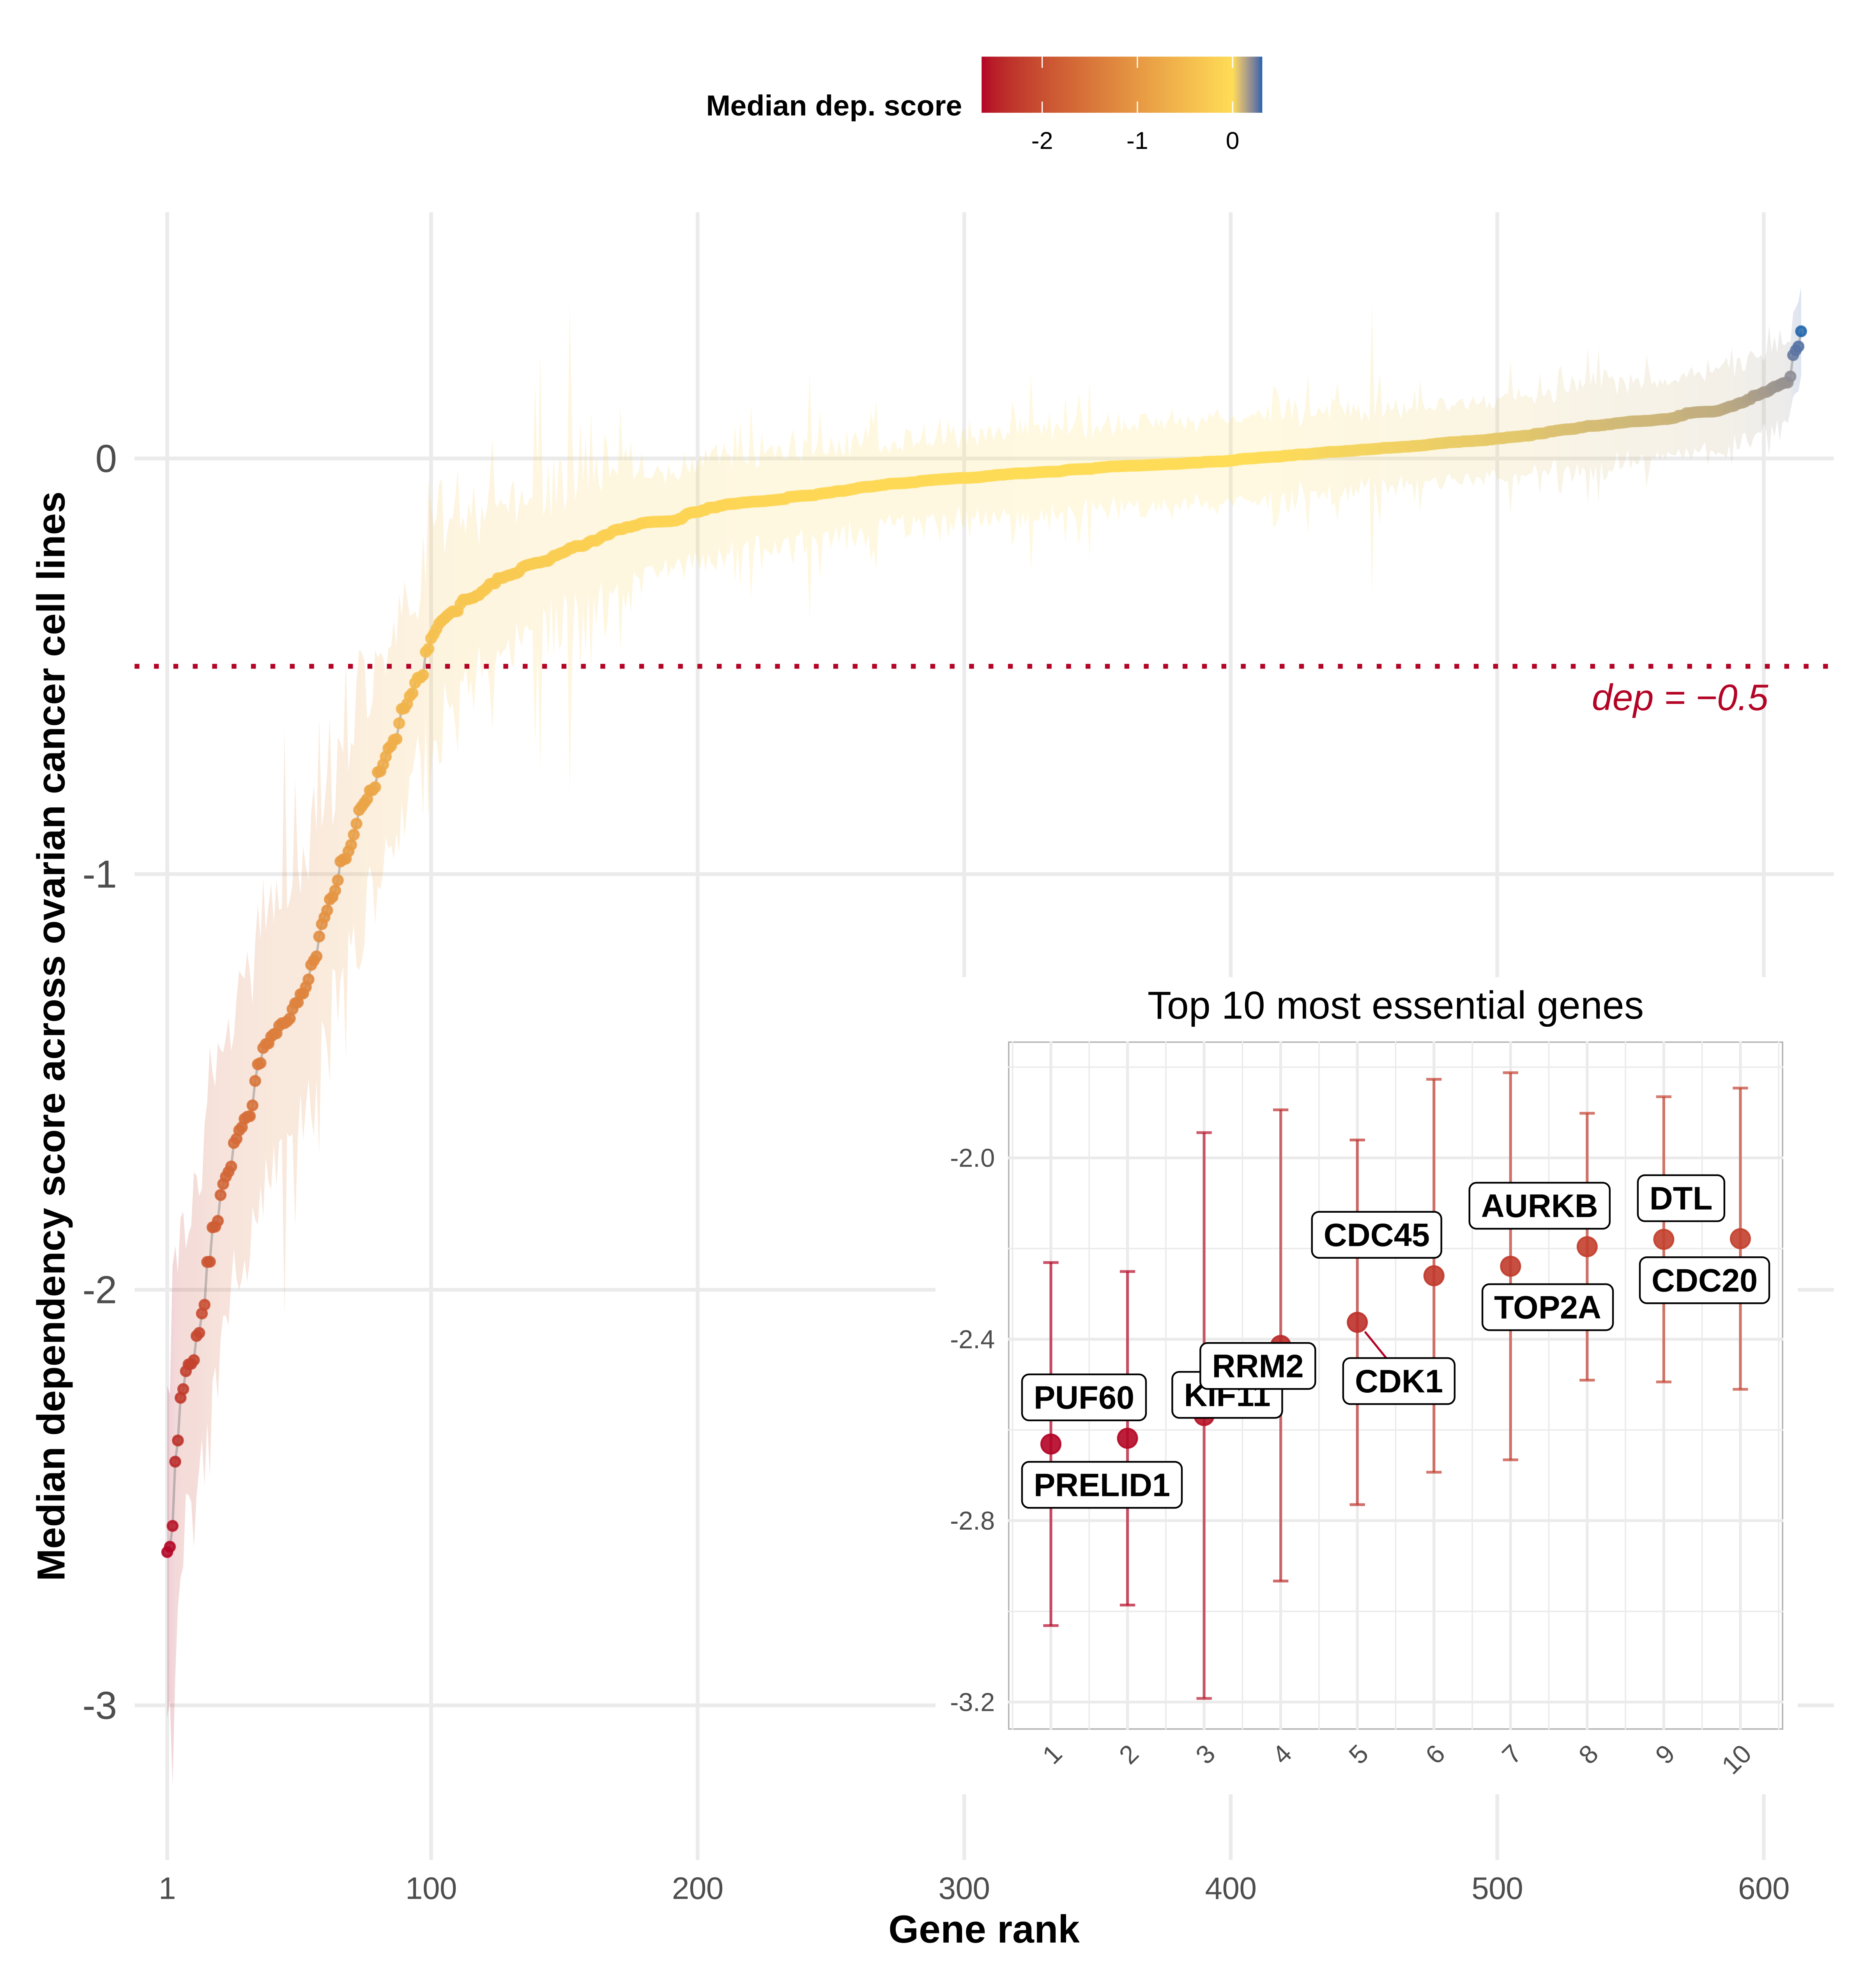 Median dep. score
-2 -1 0
Median dependency score across ovarian cancer cell lines
0
-1
-2
-3
dep = −0.5
Top 10 most essential genes
-2.0
-2.4
-2.8
-3.2
AURKB
DTL
CDC45
CDC20
TOP2A
RRM2
CDK1
KIF11
PUF60
PRELID1
1 2 3 4 5 6 7 8 9 10
1 100 200 300 400 500 600
Gene rank